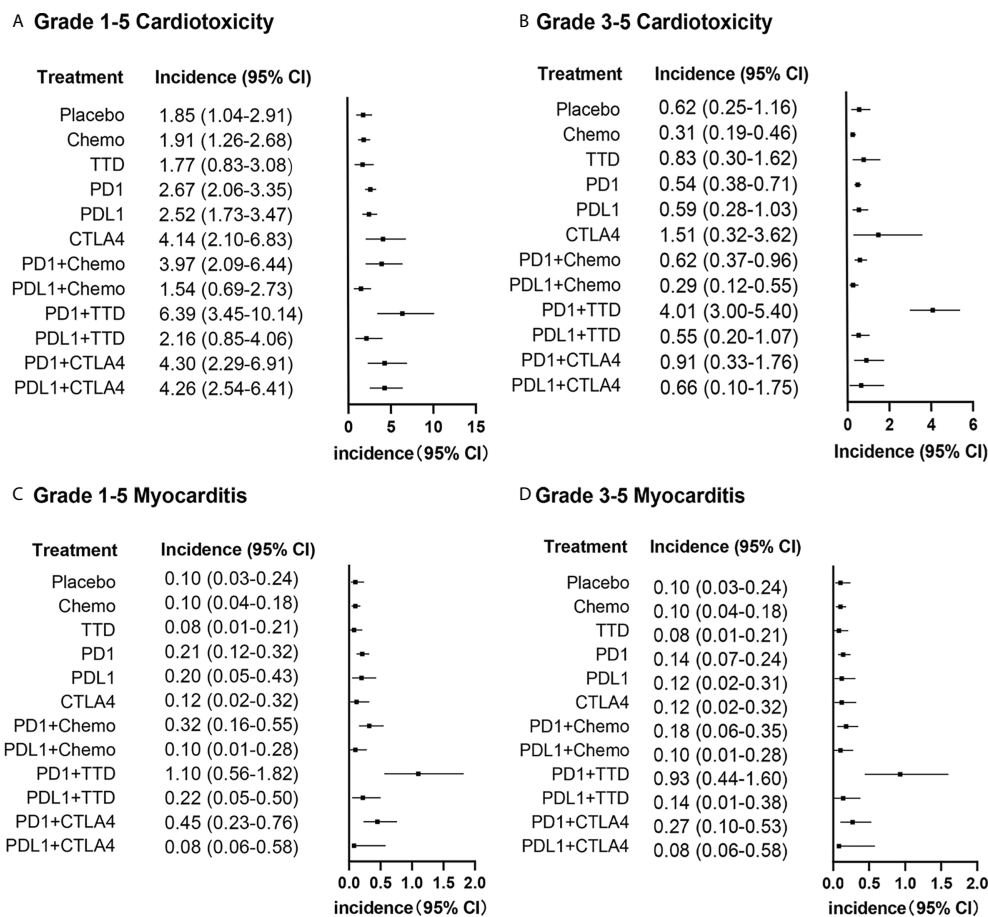 A Grade 1-5 Cardiotoxicity
Treatment Incidence (95% CI)
Placebo 1.85 (1.04-2.91)
Chemo 1.91 (1.26-2.68)
TTD 1.77 (0.83-3.08)
PD1 2.67 (2.06-3.35)
PDL1 2.52 (1.73-3.47)
CTLA4 4.14 (2.10-6.83)
PD1+Chemo 3.97 (2.09-6.44)
PDL1+Chemo 1.54 (0.69-2.73)
PD1+TTD 6.39 (3.45-10.14)
PDL1+TTD 2.16 (0.85-4.06)
PD1+CTLA4 4.30 (2.29-6.91)
PDL1+CTLA4 4.26 (2.54-6.41)
0 5 10 15
incidence(95% CI)
B Grade 3-5 Cardiotoxicity
Treatment Incidence (95% CI)
Placebo 0.62 (0.25-1.16)
Chemo 0.31 (0.19-0.46)
TTD 0.83 (0.30-1.62)
PD1 0.54 (0.38-0.71)
PDL1 0.59 (0.28-1.03)
CTLA4 1.51 (0.32-3.62)
PD1+Chemo 0.62 (0.37-0.96)
PDL1+Chemo 0.29 (0.12-0.55)
PD1+TTD 4.01 (3.00-5.40)
PDL1+TTD 0.55 (0.20-1.07)
PD1+CTLA4 0.91 (0.33-1.76)
PDL1+CTLA4 0.66 (0.10-1.75)
0 2 4 6
Incidence (95% CI)
C Grade 1-5 Myocarditis
Treatment Incidence (95% CI)
Placebo 0.10 (0.03-0.24)
Chemo 0.10 (0.04-0.18)
TTD 0.08 (0.01-0.21)
PD1 0.21 (0.12-0.32)
PDL1 0.20 (0.05-0.43)
CTLA4 0.12 (0.02-0.32)
PD1+Chemo 0.32 (0.16-0.55)
PDL1+Chemo 0.10 (0.01-0.28)
PD1+TTD 1.10 (0.56-1.82)
PDL1+TTD 0.22 (0.05-0.50)
PD1+CTLA4 0.45 (0.23-0.76)
PDL1+CTLA4 0.08 (0.06-0.58)
0.0 0.5 1.0 1.5 2.0
incidence(95% CI)
D Grade 3-5 Myocarditis
Treatment Incidence (95% CI)
Placebo 0.10 (0.03-0.24)
Chemo 0.10 (0.04-0.18)
TTD 0.08 (0.01-0.21)
PD1 0.14 (0.07-0.24)
PDL1 0.12 (0.02-0.31)
CTLA4 0.12 (0.02-0.32)
PD1+Chemo 0.18 (0.06-0.35)
PDL1+Chemo 0.10 (0.01-0.28)
PD1+TTD 0.93 (0.44-1.60)
PDL1+TTD 0.14 (0.01-0.38)
PD1+CTLA4 0.27 (0.10-0.53)
PDL1+CTLA4 0.08 (0.06-0.58)
0.0 0.5 1.0 1.5 2.0
incidence(95% CI)